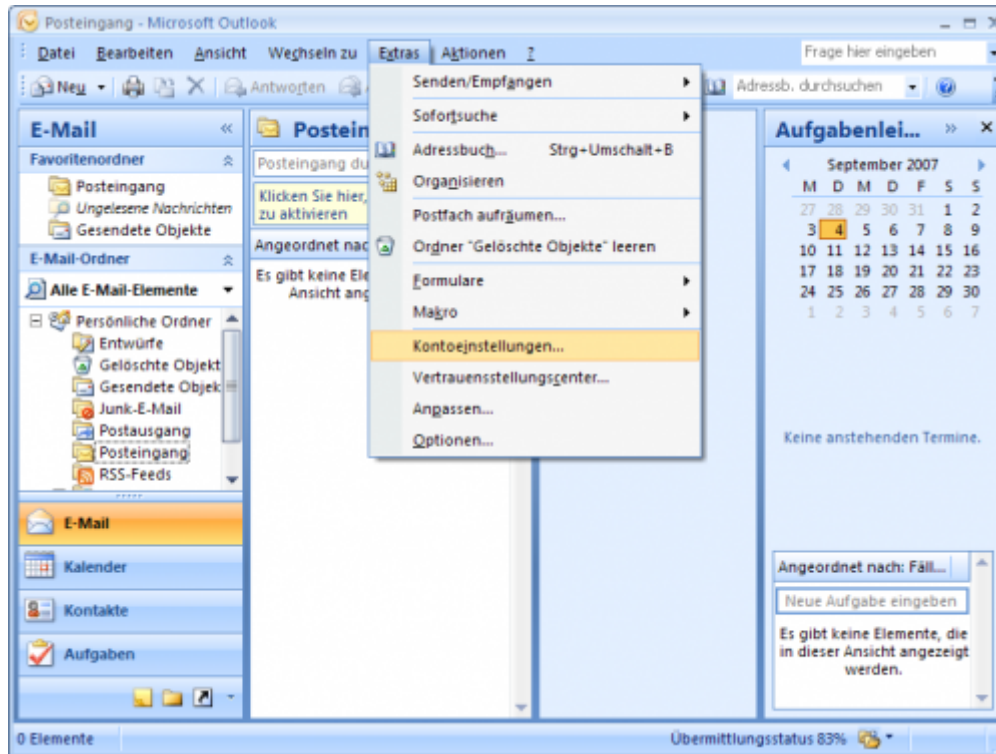 Posteingang - Microsoft Outlook
Datei Bearbeiten Ansicht Wechseln zu Extras Aktionen ?
Frage hier eingeben
Neu Antworten
Adressb. durchsuchen
E-Mail
Favoritenordner
Posteingang
Ungelesene Nachrichten
Gesendete Objekte
E-Mail-Ordner
Alle E-Mail-Elemente
Persönliche Ordner
Entwürfe
Gelöschte Objekt
Gesendete Objek
Junk-E-Mail
Postausgang
Posteingang
RSS-Feeds
E-Mail
Kalender
Kontakte
Aufgaben
Postein
Posteingang du
Klicken Sie hier,
zu aktivieren
Angeordnet nac
Es gibt keine Ele
Ansicht ang
Senden/Empfangen
Sofortsuche
Adressbuch... Strg+Umschalt+B
Organisieren
Postfach aufräumen...
Ordner "Gelöschte Objekte" leeren
Formulare
Makro
Kontoeinstellungen...
Vertrauensstellungscenter...
Anpassen...
Optionen...
Aufgabenlei...
September 2007
M D M D F S S
27 28 29 30 31 1 2
3 4 5 6 7 8 9
10 11 12 13 14 15 16
17 18 19 20 21 22 23
24 25 26 27 28 29 30
1 2 3 4 5 6 7
Keine anstehenden Termine.
Angeordnet nach: Fäll...
Neue Aufgabe eingeben
Es gibt keine Elemente, die
in dieser Ansicht angezeigt
werden.
0 Elemente
Übermittlungsstatus 83%